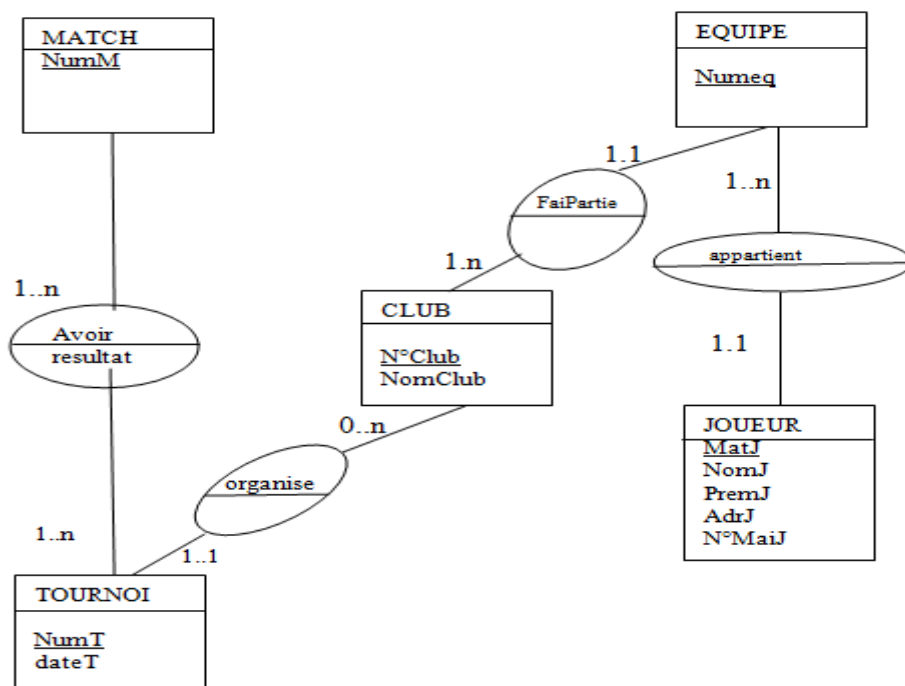 MATCH
NumM
EQUIPE
Numeq
1.1
1..n
FaiPartie
appartient
1.n
1..n
CLUB
N°Club
NomClub
Avoir
resultat
1.1
0..n
JOUEUR
MatJ
NomJ
PremJ
AdrJ
N°MaiJ
organise
1..n
1..1
TOURNOI
NumT
dateT